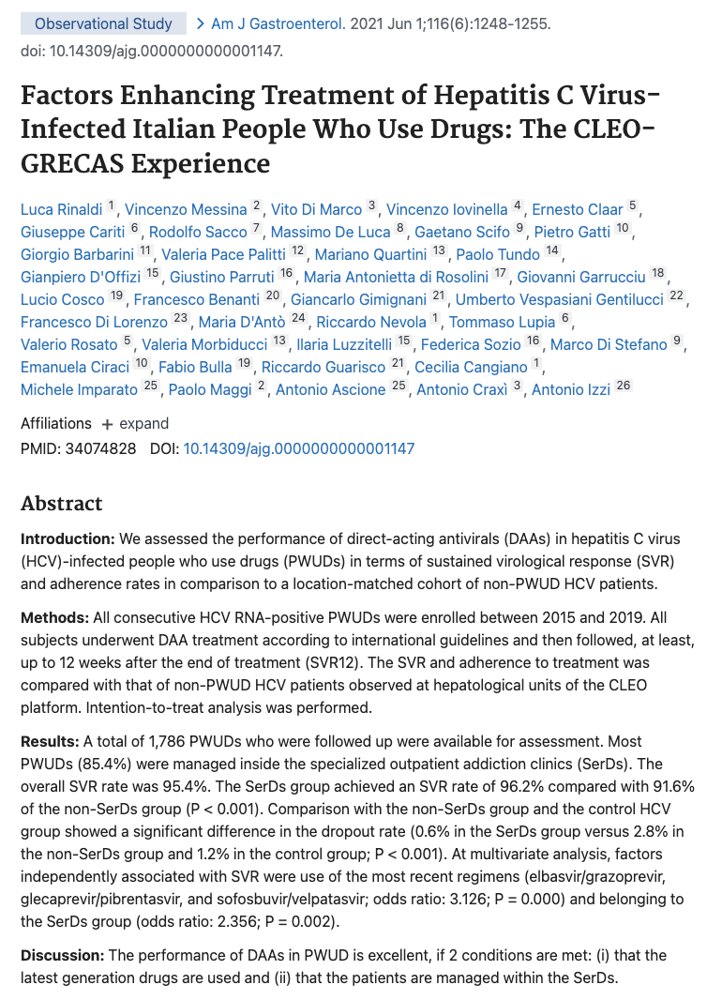 Observational Study > Am J Gastroenterol. 2021 Jun 1;116(6):1248-1255.
doi: 10.14309/ajg.0000000000001147.
Factors Enhancing Treatment of Hepatitis C Virus-
Infected Italian People Who Use Drugs: The CLEO-
GRECAS Experience
Luca Rinaldi 1, Vincenzo Messina 2, Vito Di Marco 3, Vincenzo Iovinella 4, Ernesto Claar 5,
Giuseppe Cariti 6, Rodolfo Sacco 7, Massimo De Luca 8, Gaetano Scifo 9, Pietro Gatti 10,
Giorgio Barbarini 11, Valeria Pace Palitti 12, Mariano Quartini 13, Paolo Tundo 14,
Gianpiero D'Offizi 15, Giustino Parruti 16, Maria Antonietta di Rosolini 17, Giovanni Garrucciu 18,
Lucio Cosco 19, Francesco Benanti 20, Giancarlo Gimignani 21, Umberto Vespasiani Gentilucci 22,
Francesco Di Lorenzo 23, Maria D'Antò 24, Riccardo Nevola 1, Tommaso Lupia 6,
Valerio Rosato 5, Valeria Morbiducci 13, Ilaria Luzzitelli 15, Federica Sozio 16, Marco Di Stefano 9,
Emanuela Ciraci 10, Fabio Bulla 19, Riccardo Guarisco 21, Cecilia Cangiano 1,
Michele Imparato 25, Paolo Maggi 2, Antonio Ascione 25, Antonio Craxì 3, Antonio Izzi 26
Affiliations + expand
PMID: 34074828 DOI: 10.14309/ajg.0000000000001147
Abstract
Introduction: We assessed the performance of direct-acting antivirals (DAAs) in hepatitis C virus
(HCV)-infected people who use drugs (PWUDs) in terms of sustained virological response (SVR)
and adherence rates in comparison to a location-matched cohort of non-PWUD HCV patients.
Methods: All consecutive HCV RNA-positive PWUDs were enrolled between 2015 and 2019. All
subjects underwent DAA treatment according to international guidelines and then followed, at least,
up to 12 weeks after the end of treatment (SVR12). The SVR and adherence to treatment was
compared with that of non-PWUD HCV patients observed at hepatological units of the CLEO
platform. Intention-to-treat analysis was performed.
Results: A total of 1,786 PWUDs who were followed up were available for assessment. Most
PWUDs (85.4%) were managed inside the specialized outpatient addiction clinics (SerDs). The
overall SVR rate was 95.4%. The SerDs group achieved an SVR rate of 96.2% compared with 91.6%
of the non-SerDs group (P < 0.001). Comparison with the non-SerDs group and the control HCV
group showed a significant difference in the dropout rate (0.6% in the SerDs group versus 2.8% in
the non-SerDs group and 1.2% in the control group; P < 0.001). At multivariate analysis, factors
independently associated with SVR were use of the most recent regimens (elbasvir/grazoprevir,
glecaprevir/pibrentasvir, and sofosbuvir/velpatasvir; odds ratio: 3.126; P = 0.000) and belonging to
the SerDs group (odds ratio: 2.356; P = 0.002).
Discussion: The performance of DAAs in PWUD is excellent, if 2 conditions are met: (i) that the
latest generation drugs are used and (ii) that the patients are managed within the SerDs.